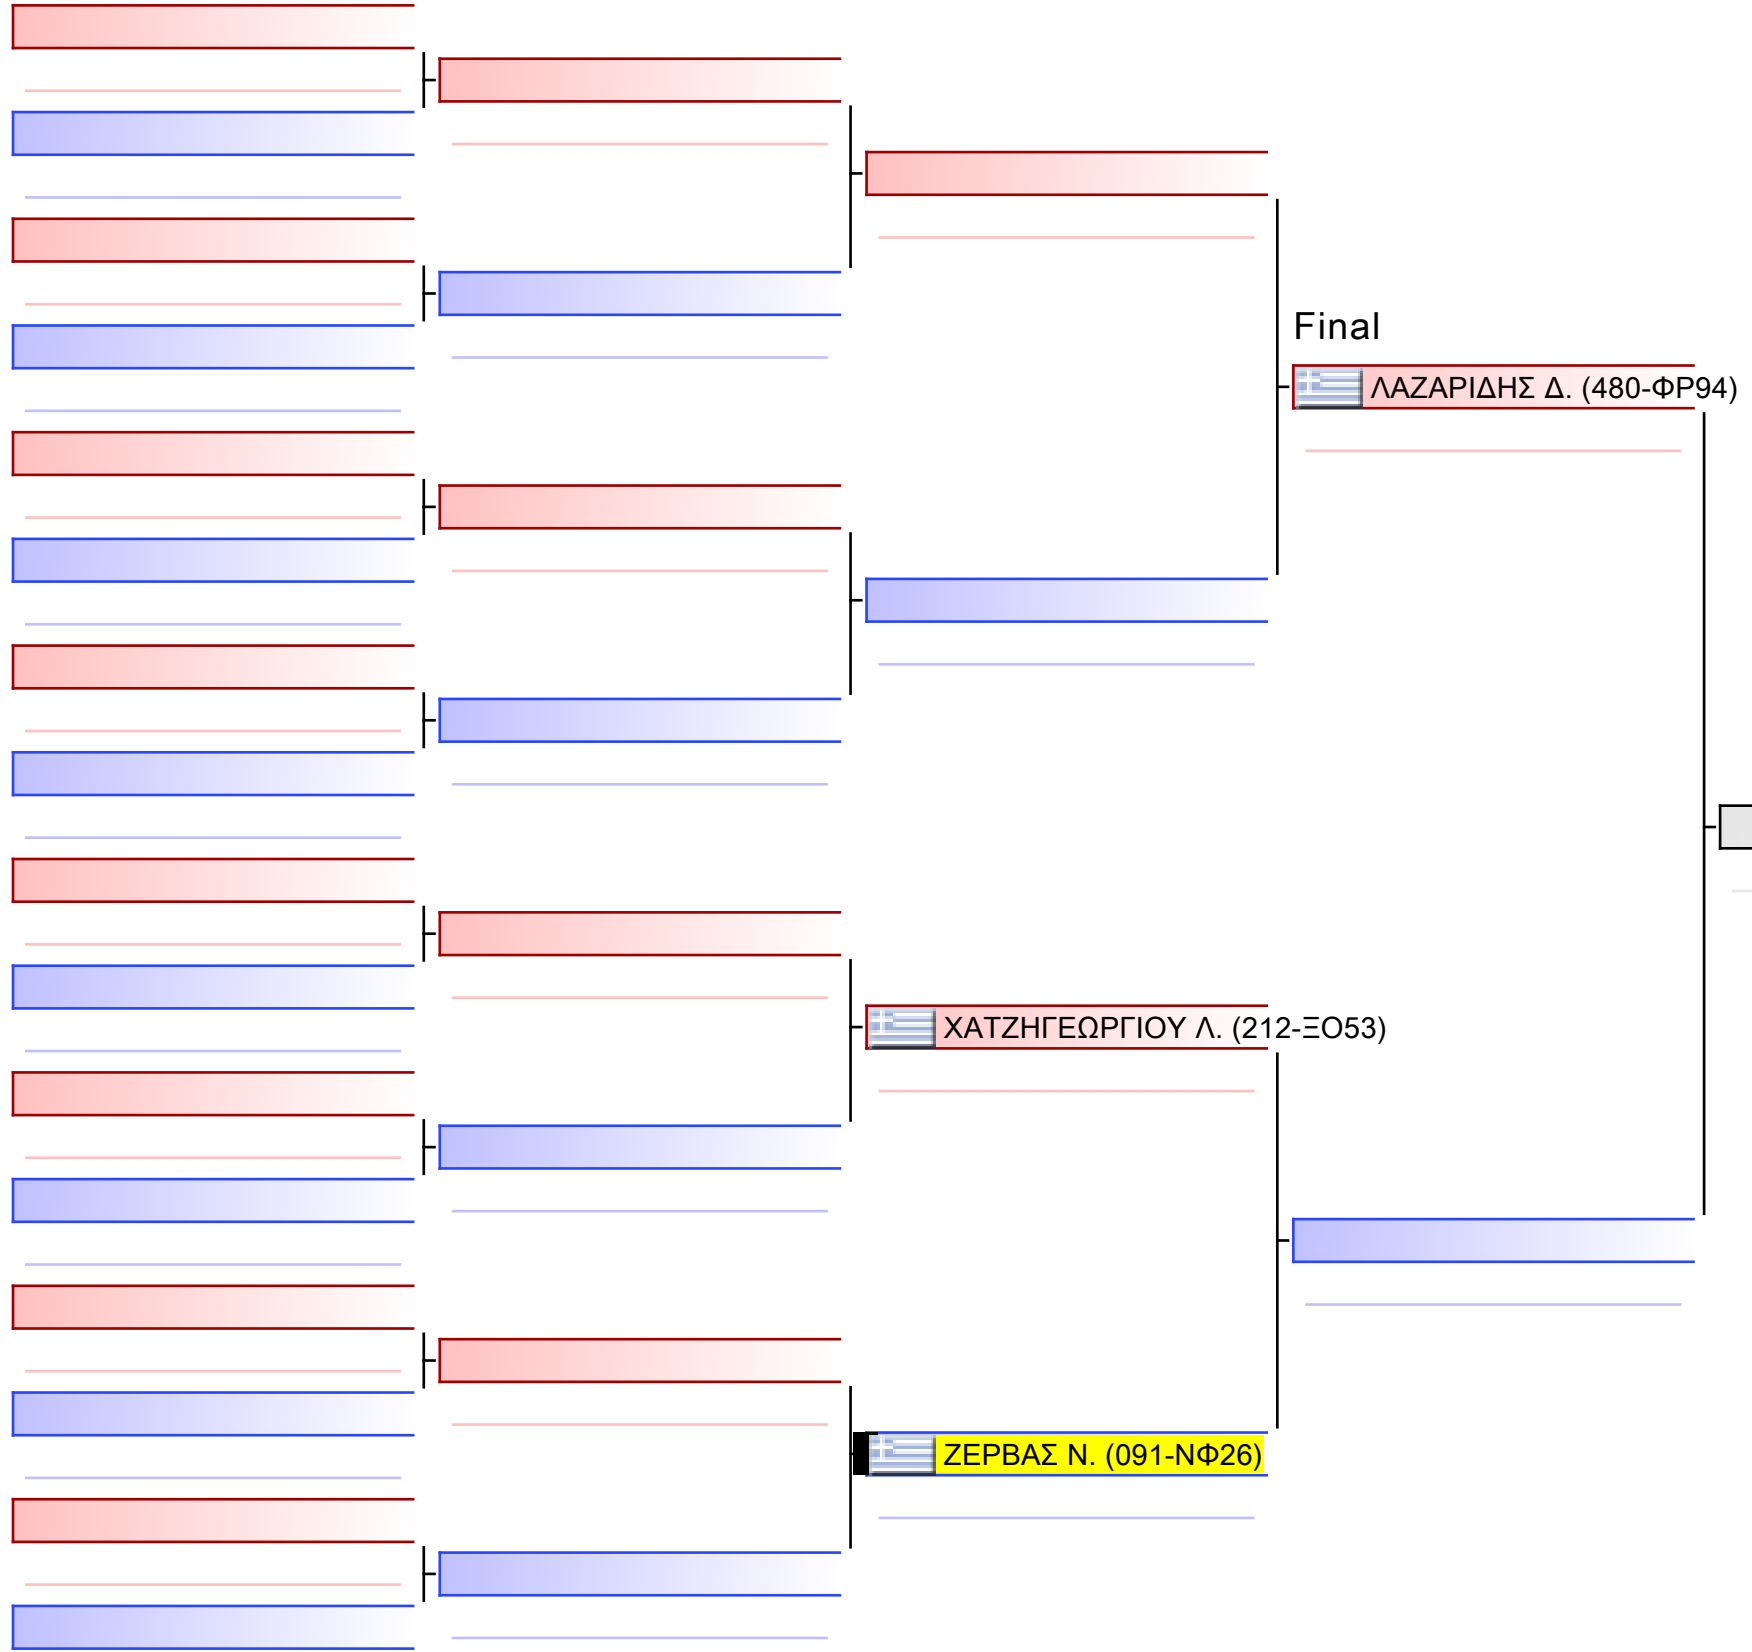 Final
ΛΑΖΑΡΙΔΗΣ Δ. (480-ΦΡ94)
ΧΑΤΖΗΓΕΩΡΓΙΟΥ Λ. (212-ΞΟ53)
ΖΕΡΒΑΣ Ν. (091-ΝΦ26)